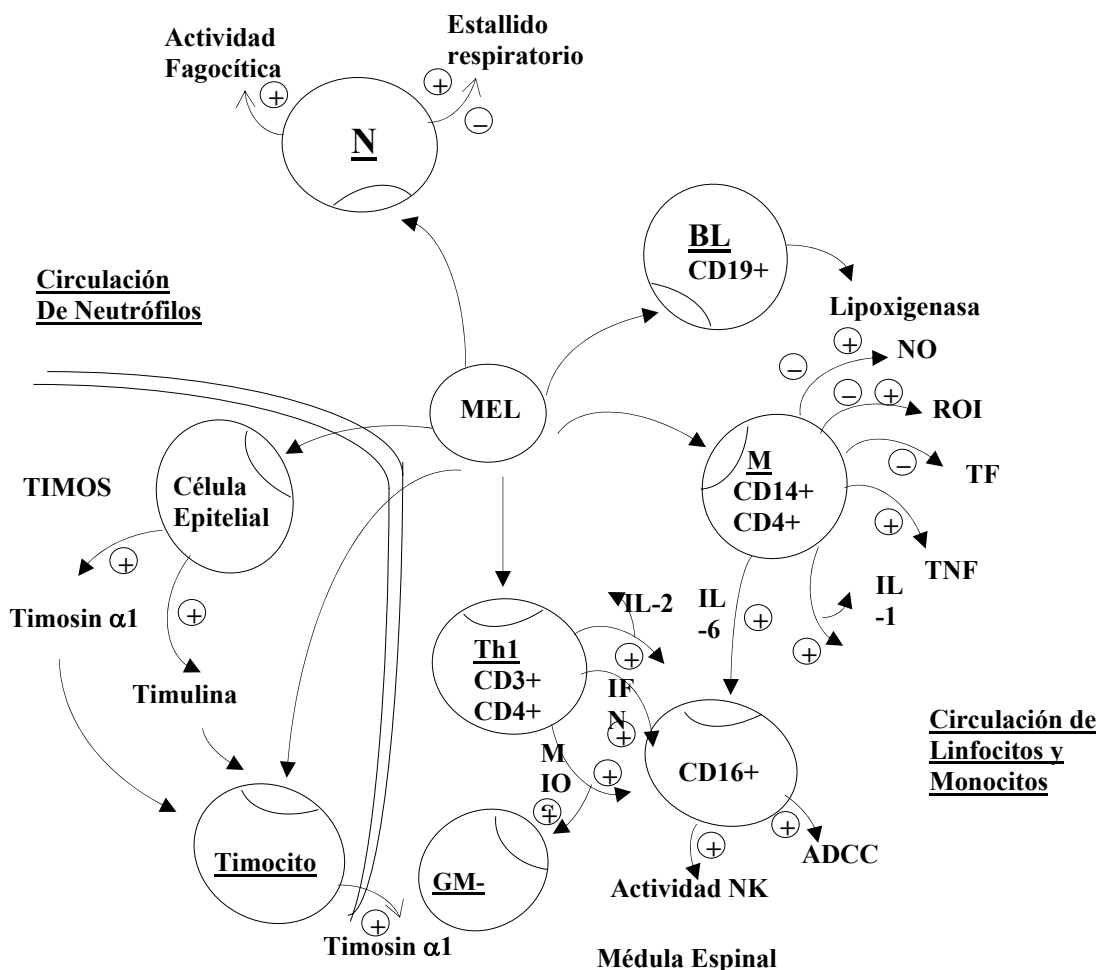 Actividad
Fagocítica
Estallido
respiratorio
+
+
−
N
BL
CD19+
Circulación
De Neutrófilos
Lipoxigenasa
+
NO
−
−
+
ROI
MEL
TIMOS
Célula
Epitelial
M
CD14+
CD4+
−
TF
+
TNF
+
Timosin α1
+
Timulina
IL-2
IL
-6
+
IL
-1
+
Th1
CD3+
CD4+
+
IF
N
+
M
IO
+
+
CD16+
Circulación de
Linfocitos y
Monocitos
Timocito
GM-
+
ADCC
+
Actividad NK
+
Timosin α1
Médula Espinal